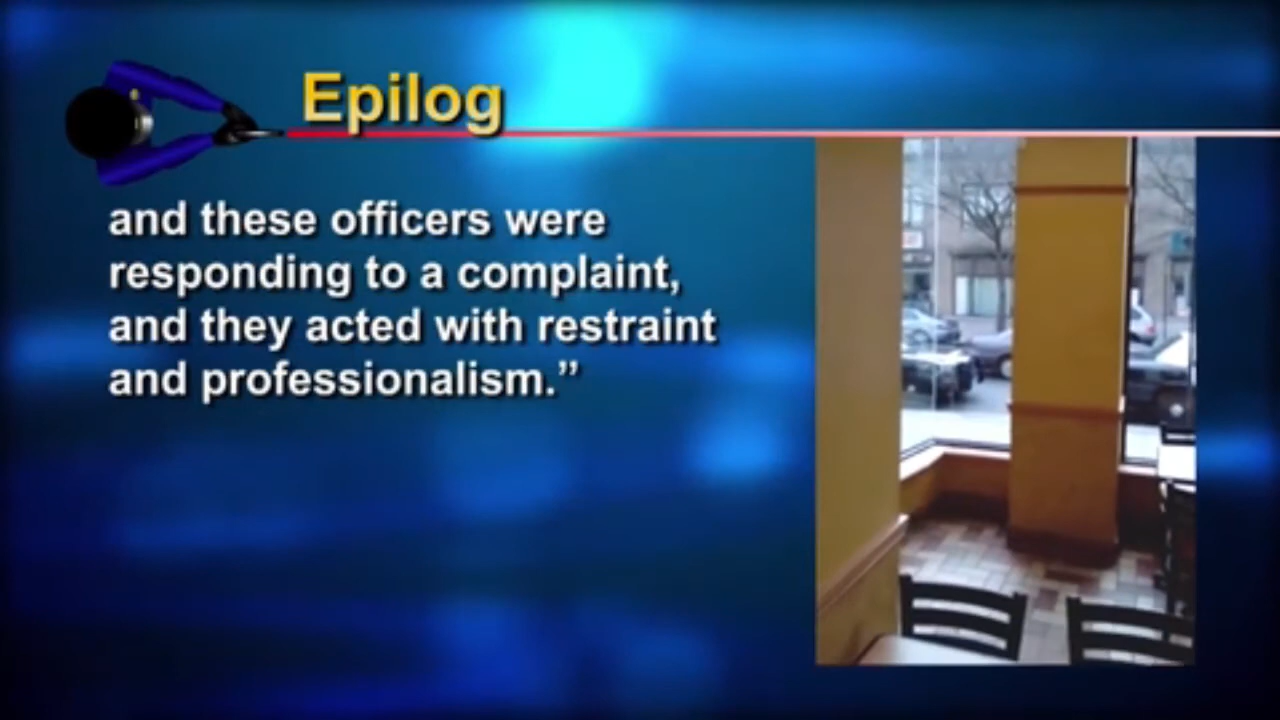 Epilog
and these officers were
responding to a complaint,
and they acted with restraint
and professionalism.”